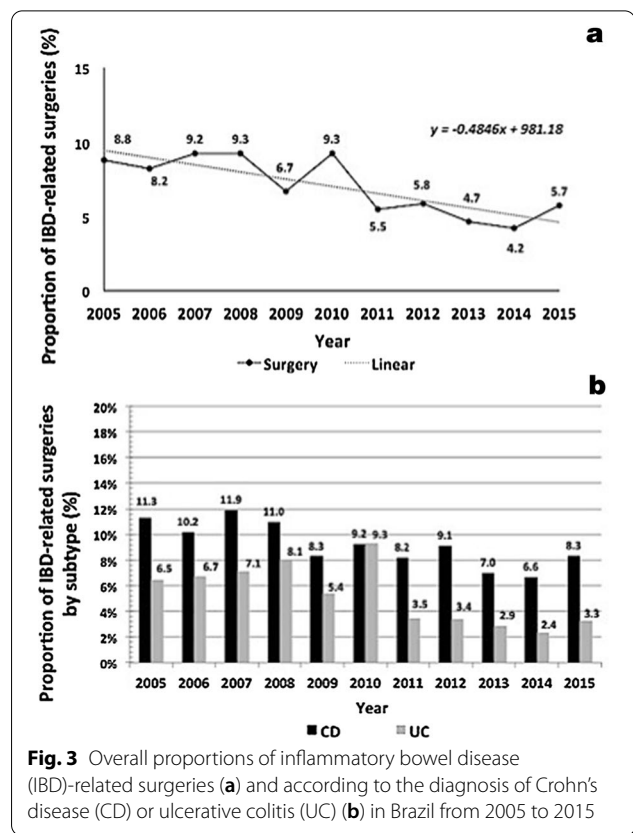 a
Proportion of IBD-related surgeries (%)
15
10
5
0
y = -0.4846x + 981.18
8.8
8.2
9.2
9.3
6.7
9.3
5.5
5.8
4.7
4.2
5.7
2005 2006 2007 2008 2009 2010 2011 2012 2013 2014 2015
Year
Surgery Linear
b
Proportion of IBD-related surgeries
by subtype (%)
20%
18%
16%
14%
12%
10%
8%
6%
4%
2%
0%
11.3 6.5
10.2 6.7
11.9 7.1
11.0 8.1
8.3 5.4
9.2 9.3
8.2 3.5
9.1 3.4
7.0 2.9
6.6 2.4
8.3 3.3
2005 2006 2007 2008 2009 2010 2011 2012 2013 2014 2015
Year
CD UC
Fig. 3 Overall proportions of inflammatory bowel disease
(IBD)-related surgeries (a) and according to the diagnosis of Crohn's
disease (CD) or ulcerative colitis (UC) (b) in Brazil from 2005 to 2015